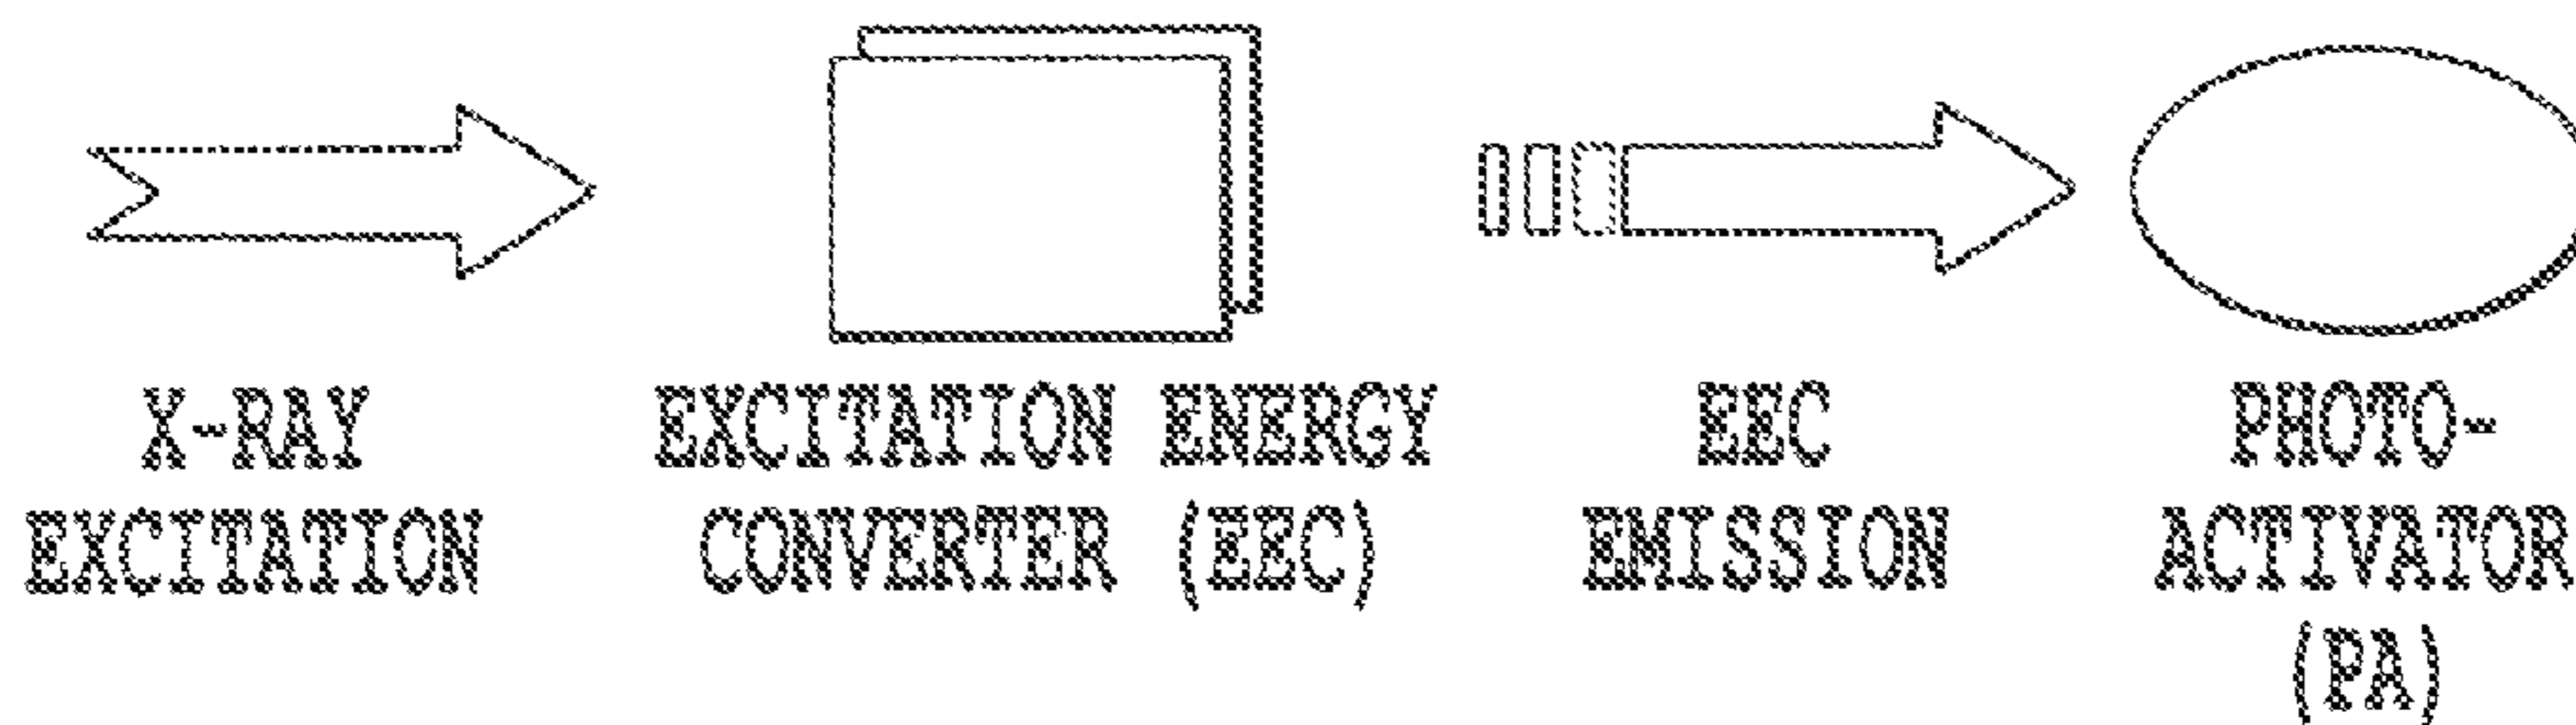 X-RAY
EXCITATION
EXCITATION ENERGY
CONVERTER (EEC)
EEC
EMISSION
PHOTO-
ACTIVATOR
(PA)